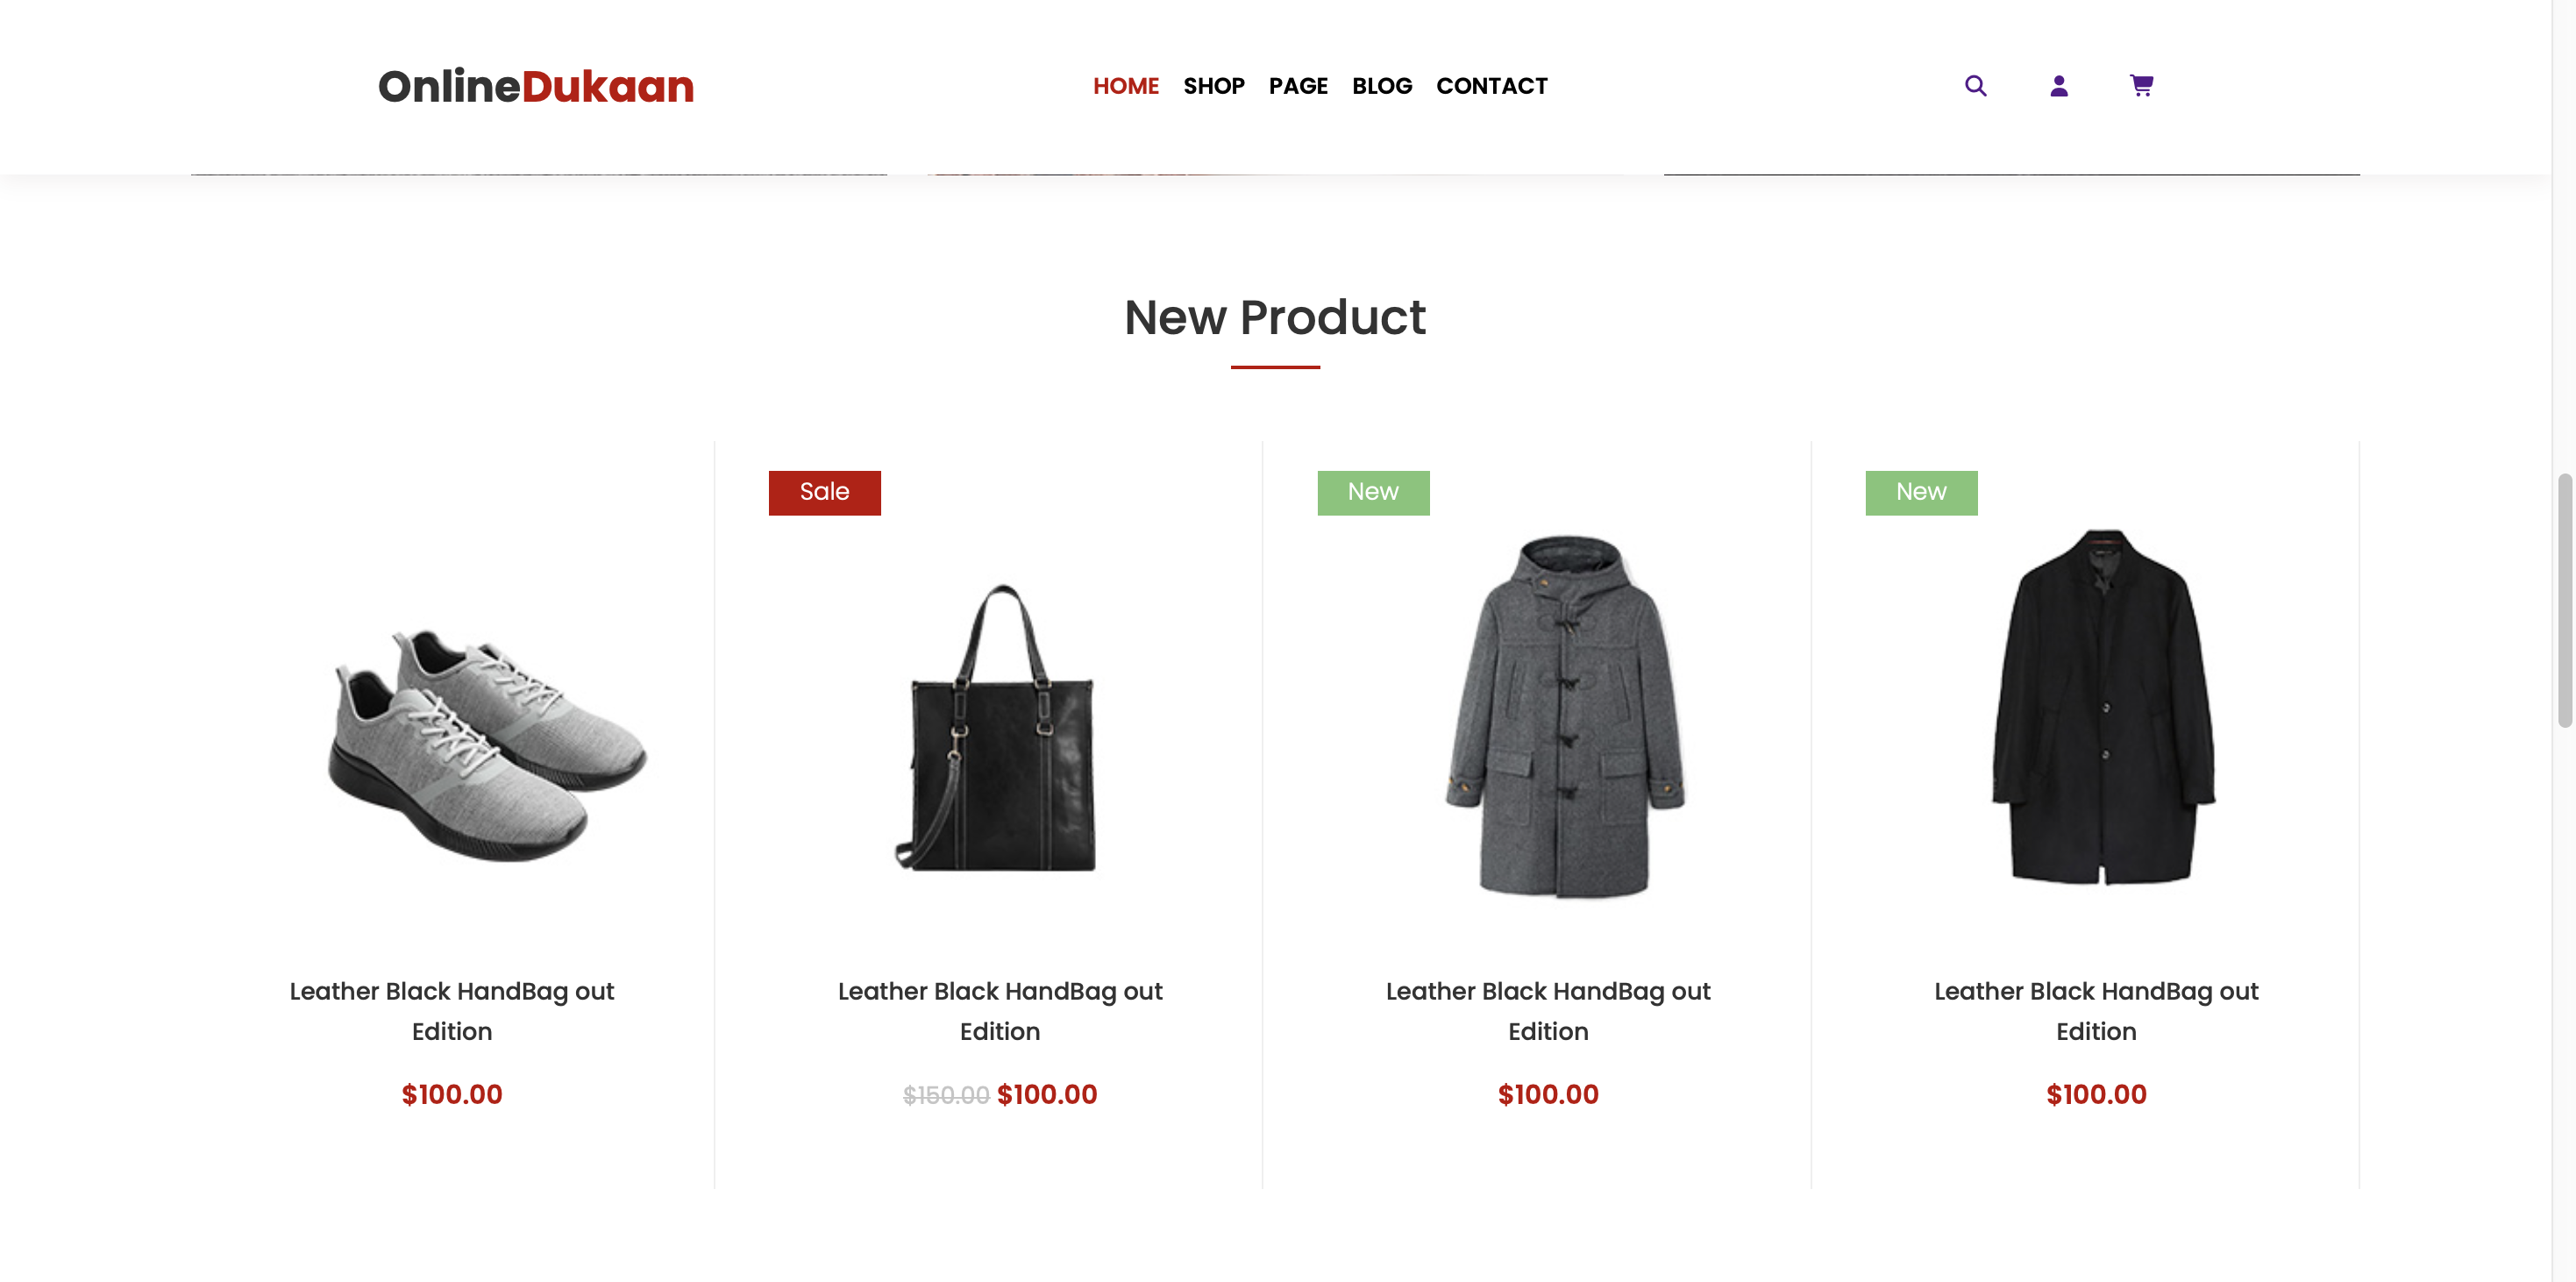 OnlineDukaan
HOME SHOP PAGE BLOG CONTACT
New Product
Sale
New
New
Leather Black HandBag out
Edition
$100.00
Leather Black HandBag out
Edition
$150.00 $100.00
Leather Black HandBag out
Edition
$100.00
Leather Black HandBag out
Edition
$100.00